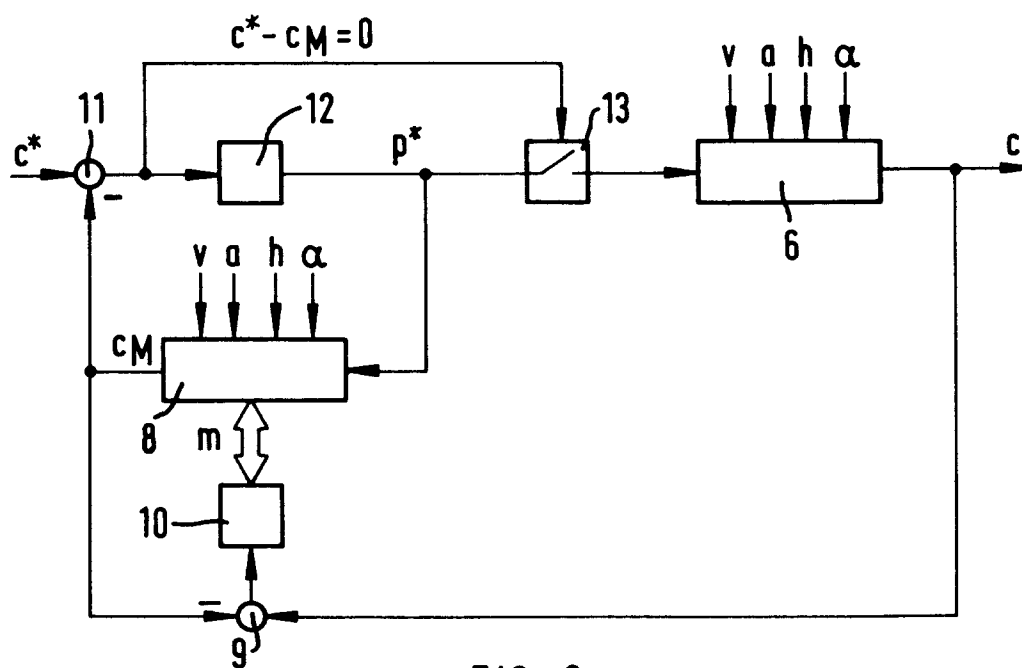 c* - cM = 0
v a h α
11
12
13
c*
p*
c
–
6
v a h α
cM
8
m
10
–
9